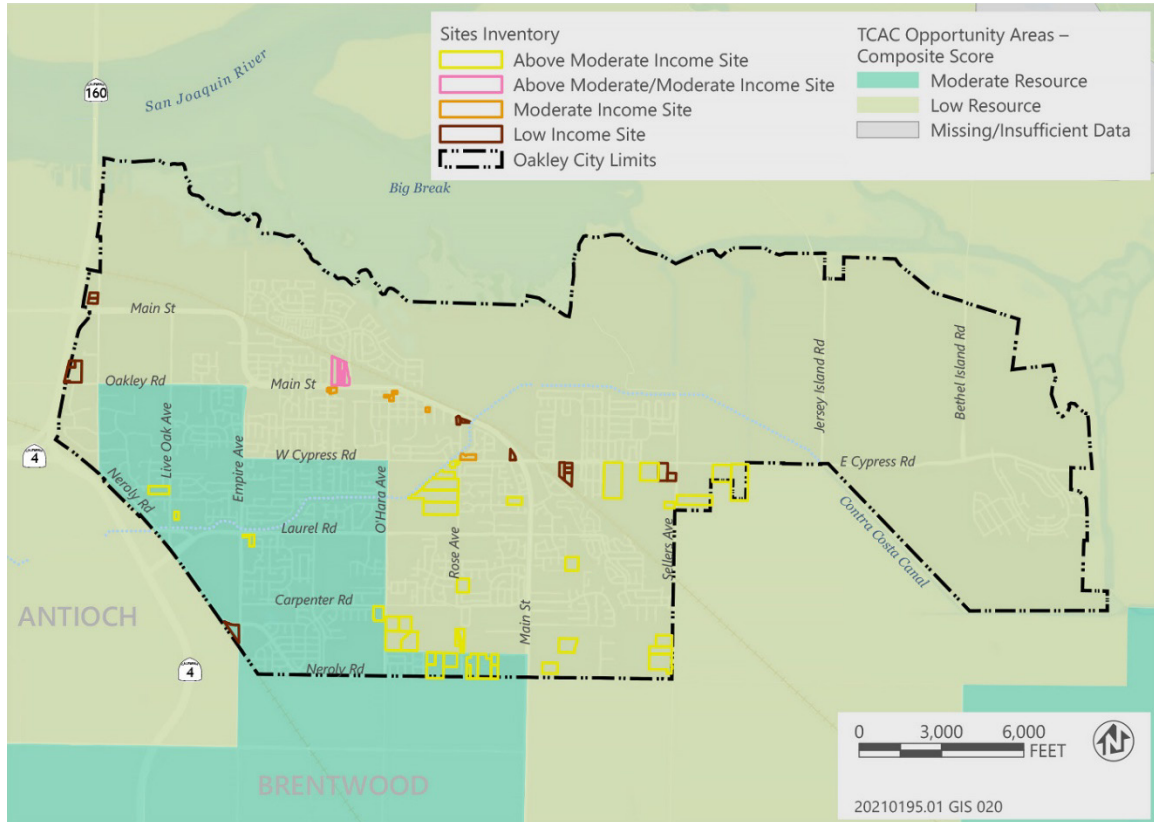 Sites Inventory
Above Moderate Income Site
Above Moderate/Moderate Income Site
Moderate Income Site
Low Income Site
Oakley City Limits
TCAC Opportunity Areas –
Composite Score
Moderate Resource
Low Resource
Missing/Insufficient Data
CALIFORNIA
160
San Joaquin River
Big Break
Main St
Oakley Rd
Main St
Jersey Island Rd
Bethel Island Rd
Live Oak Ave
Empire Ave
W Cypress Rd
O'Hara Ave
E Cypress Rd
4
Neroly Rd
Laurel Rd
Rose Ave
Sellers Ave
Contra Costa Canal
Carpenter Rd
Main St
ANTIOCH
4
Neroly Rd
BRENTWOOD
0 3,000 6,000
FEET
N
20210195.01 GIS 020